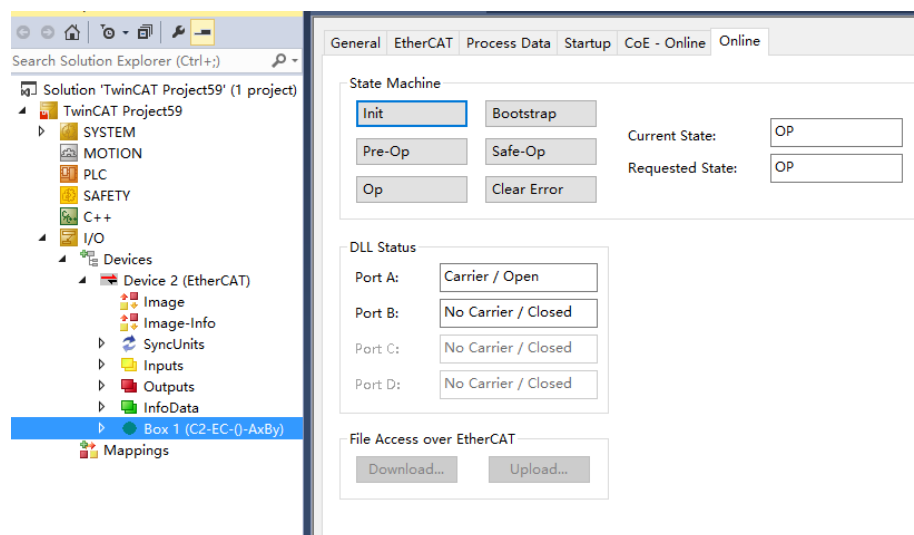 Search Solution Explorer (Ctrl+;)
Solution 'TwinCAT Project59' (1 project)
TwinCAT Project59
SYSTEM
MOTION
PLC
SAFETY
C++
I/O
Devices
Device 2 (EtherCAT)
Image
Image-Info
SyncUnits
Inputs
Outputs
InfoData
Box 1 (C2-EC-()-AxBy)
Mappings
General EtherCAT Process Data Startup CoE - Online Online
State Machine
Init Bootstrap
Pre-Op Safe-Op
Op Clear Error
Current State: OP
Requested State: OP
DLL Status
Port A: Carrier / Open
Port B: No Carrier / Closed
Port C: No Carrier / Closed
Port D: No Carrier / Closed
File Access over EtherCAT
Download... Upload...